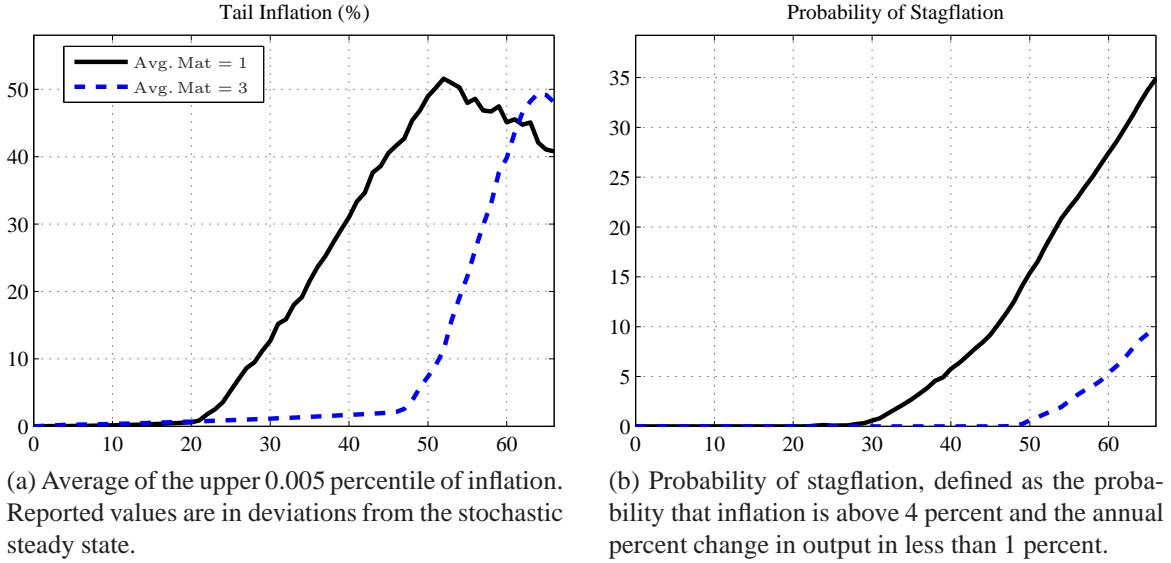 Tail Inflation (%)
Avg. Mat = 1
Avg. Mat = 3
50
40
30
20
10
0
0 10 20 30 40 50 60
(a) Average of the upper 0.005 percentile of inflation.
Reported values are in deviations from the stochastic
steady state.
Probability of Stagflation
35
30
25
20
15
10
5
0
0 10 20 30 40 50 60
(b) Probability of stagflation, defined as the proba-
bility that inflation is above 4 percent and the annual
percent change in output in less than 1 percent.